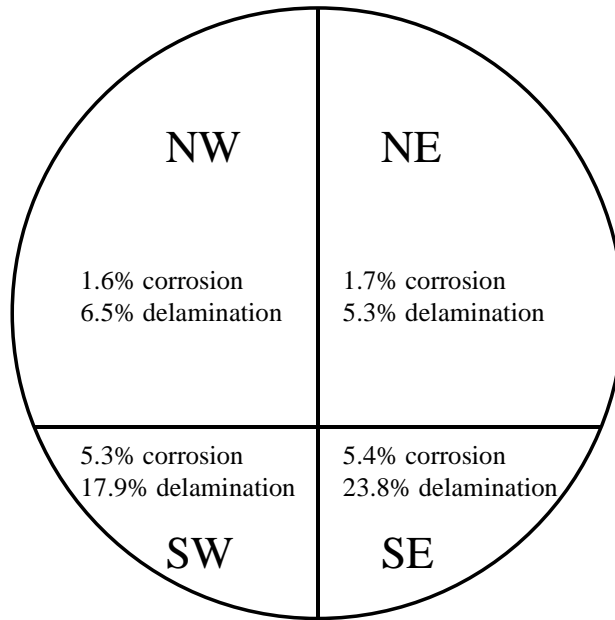 NW
NE
1.6% corrosion
6.5% delamination
1.7% corrosion
5.3% delamination
5.3% corrosion
17.9% delamination
5.4% corrosion
23.8% delamination
SW
SE